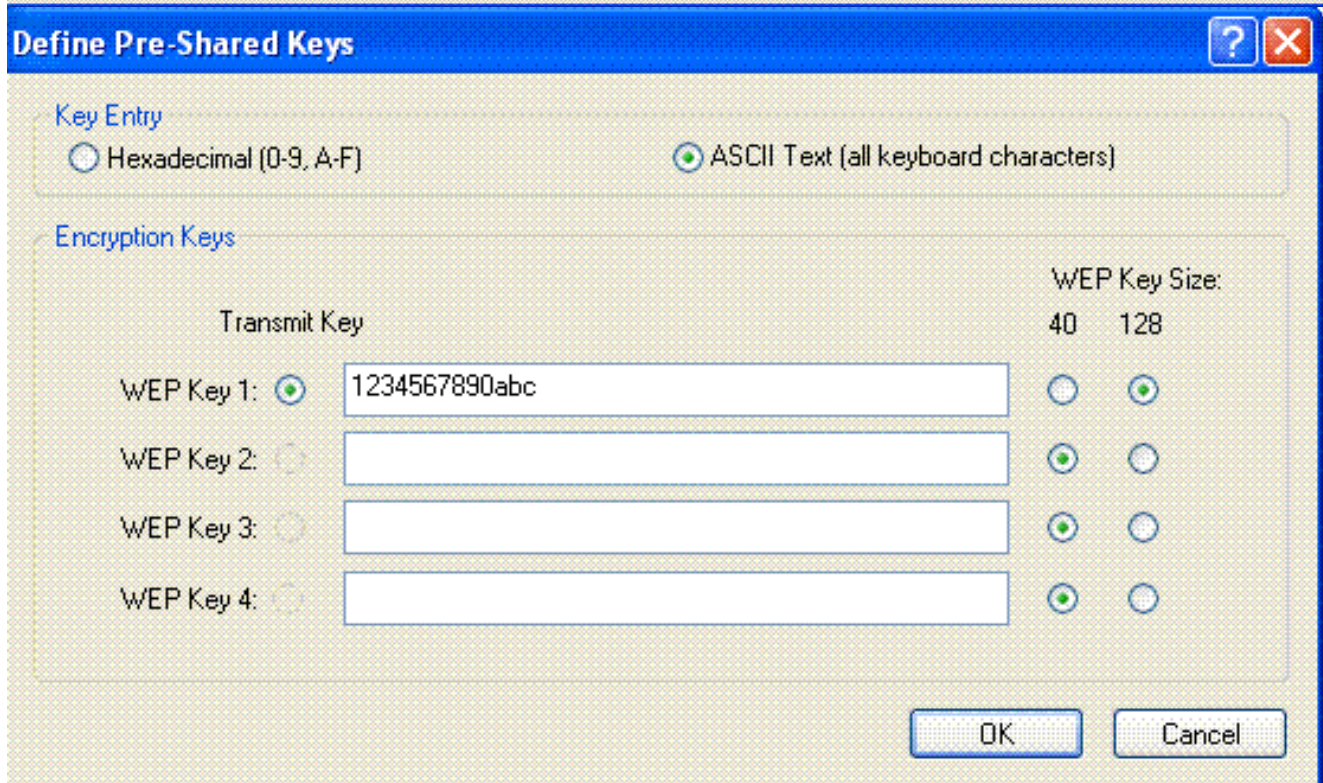 Define Pre-Shared Keys
Key Entry
Hexadecimal (0-9, A-F) ASCII Text (all keyboard characters)
Encryption Keys
WEP Key Size:
Transmit Key 40 128
WEP Key 1: 1234567890abc
WEP Key 2:
WEP Key 3:
WEP Key 4:
OK Cancel